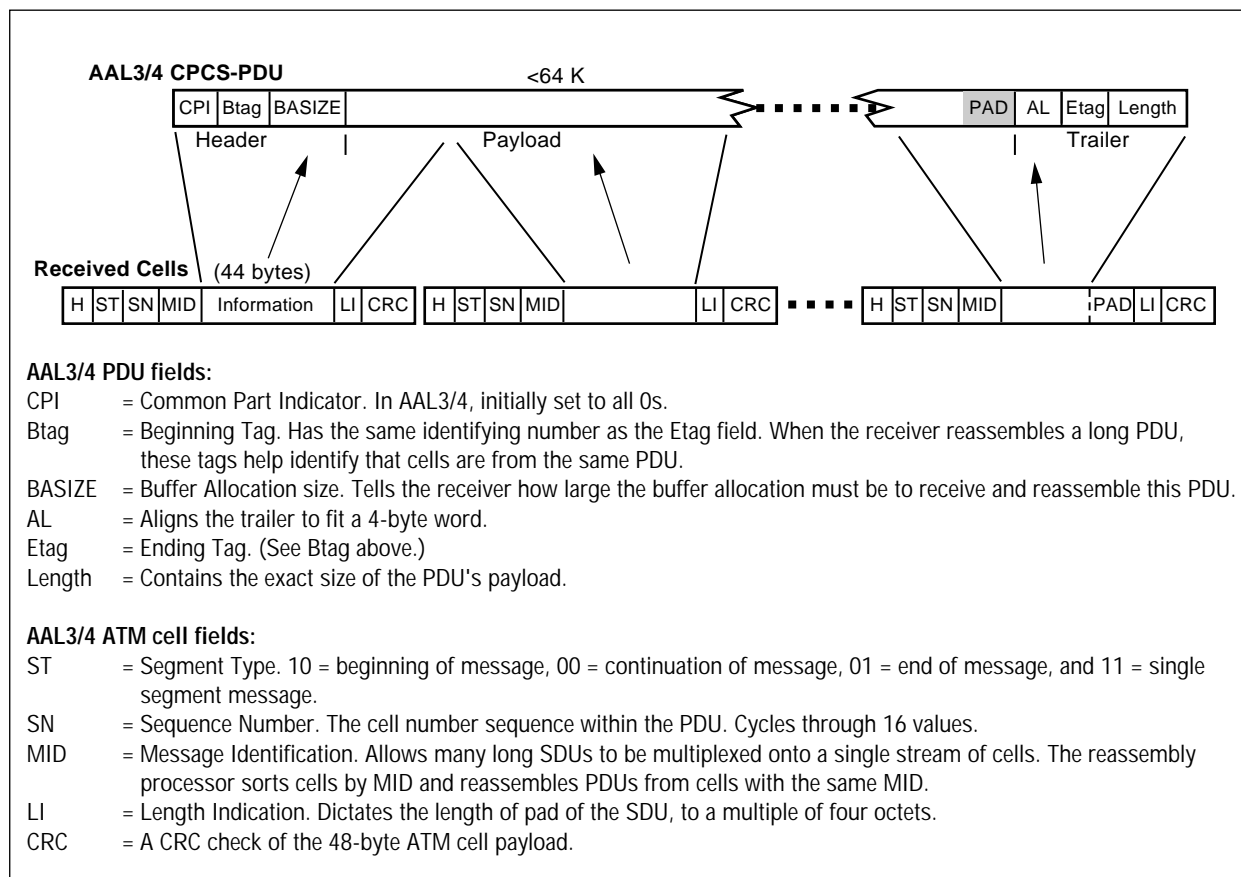 AAL3/4 CPCS-PDU
<64 K
CPI Btag BASIZE PAD AL Etag Length
Header Payload Trailer
Received Cells (44 bytes)
H ST SN MID Information LI CRC H ST SN MID LI CRC H ST SN MID PAD LI CRC
AAL3/4 PDU fields:
CPI = Common Part Indicator. In AAL3/4, initially set to all 0s.
Btag = Beginning Tag. Has the same identifying number as the Etag field. When the receiver reassembles a long PDU,
these tags help identify that cells are from the same PDU.
BASIZE = Buffer Allocation size. Tells the receiver how large the buffer allocation must be to receive and reassemble this PDU.
AL = Aligns the trailer to fit a 4-byte word.
Etag = Ending Tag. (See Btag above.)
Length = Contains the exact size of the PDU's payload.
AAL3/4 ATM cell fields:
ST = Segment Type. 10 = beginning of message, 00 = continuation of message, 01 = end of message, and 11 = single
segment message.
SN = Sequence Number. The cell number sequence within the PDU. Cycles through 16 values.
MID = Message Identification. Allows many long SDUs to be multiplexed onto a single stream of cells. The reassembly
processor sorts cells by MID and reassembles PDUs from cells with the same MID.
LI = Length Indication. Dictates the length of pad of the SDU, to a multiple of four octets.
CRC = A CRC check of the 48-byte ATM cell payload.